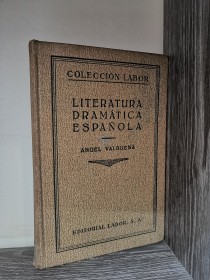 COLECCIÓN LABOR
LITERATURA
DRAMÁTICA
ESPAÑOLA
ANGEL VALBUENA
EDITORIAL LABOR, S. A.